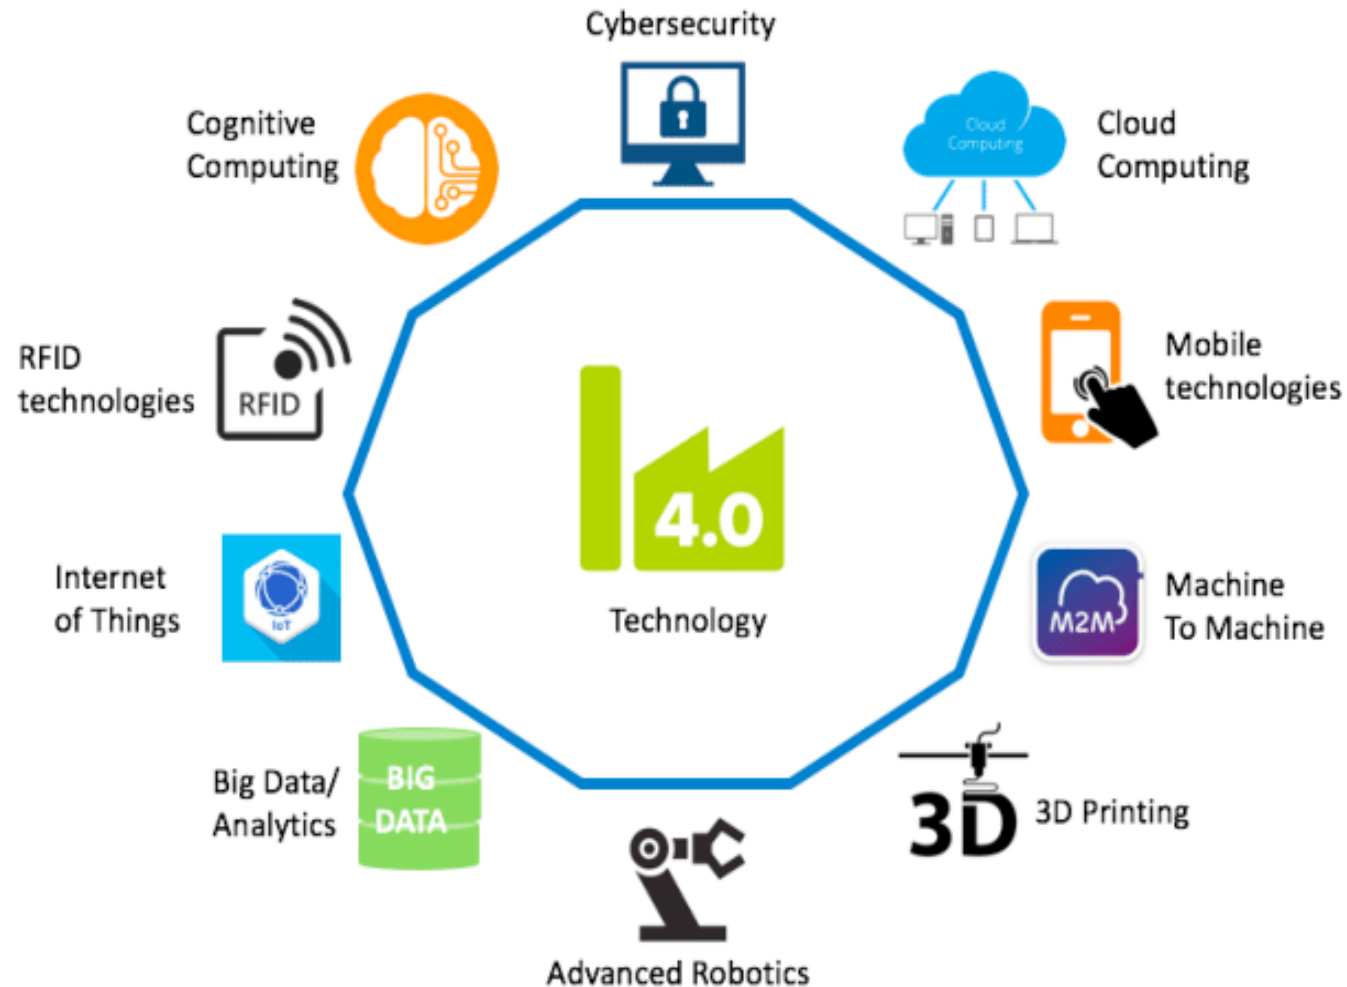 Cybersecurity
Cognitive
Computing
Cloud
Computing
Cloud
Computing
RFID
technologies
RFID
Mobile
technologies
4.0
Technology
Internet
of Things
IoT
M2M
Machine
To Machine
Big Data/
Analytics
BIG
DATA
3D
3D Printing
Advanced Robotics